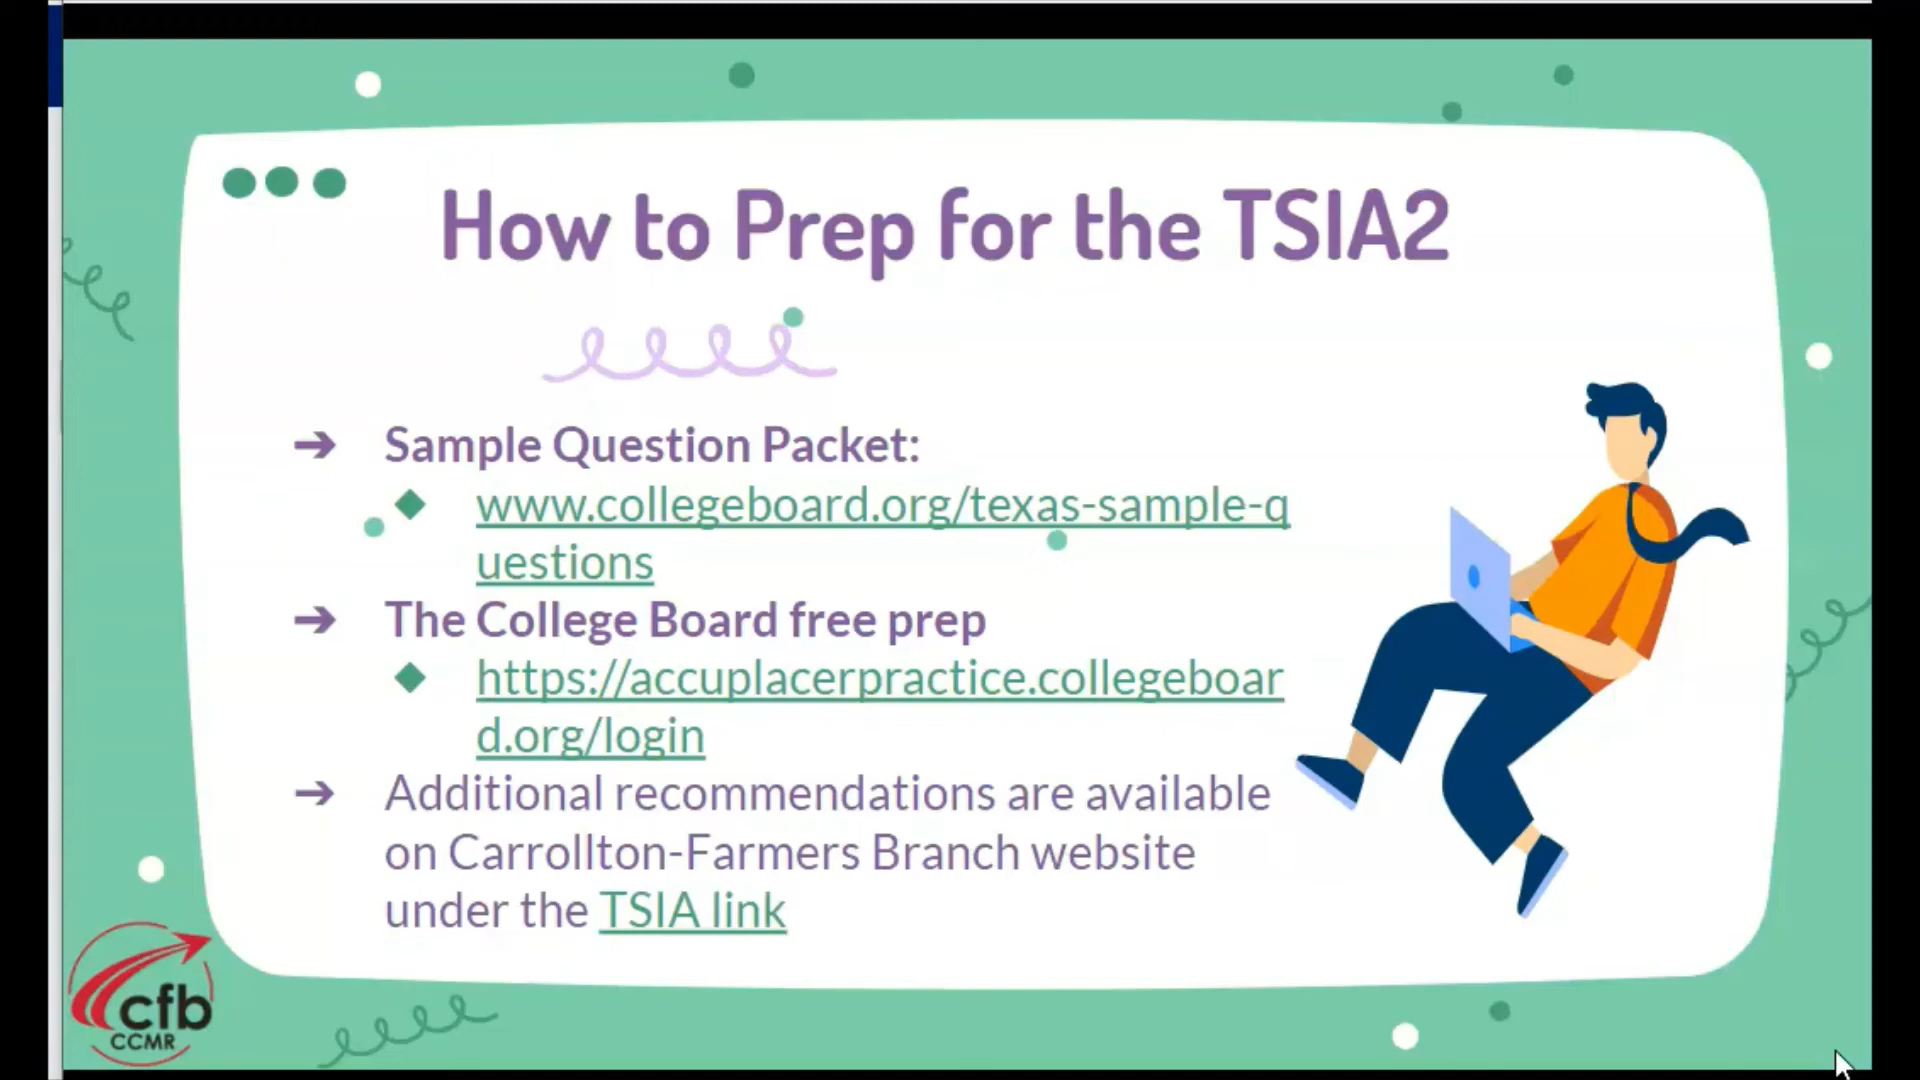 How to Prep for the TSIA2
➔ Sample Question Packet:
◆ www.collegeboard.org/texas-sample-q
uestions
➔ The College Board free prep
◆ https://accuplacerpractice.collegeboar
d.org/login
➔ Additional recommendations are available
on Carrollton-Farmers Branch website
under the TSIA link
cfb
CCMR